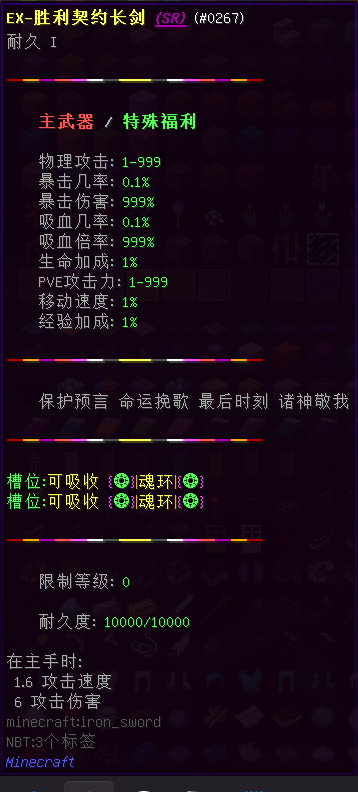 EX-胜利契约长剑 {SR} (#0267)
耐久 I
主武器 / 特殊福利
物理攻击: 1-999
暴击几率: 0.1%
暴击伤害: 999%
吸血几率: 0.1%
吸血倍率: 999%
生命加成: 1%
PVE攻击力: 1-999
移动速度: 1%
经验加成: 1%
保护预言 命运挽歌 最后时刻 诸神敬我
槽位:可吸收 {❂}|魂环|{❂}
槽位:可吸收 {❂}|魂环|{❂}
限制等级: 0
耐久度: 10000/10000
在主手时:
1.6 攻击速度
6 攻击伤害
minecraft:iron_sword
NBT:3个标签
Minecraft